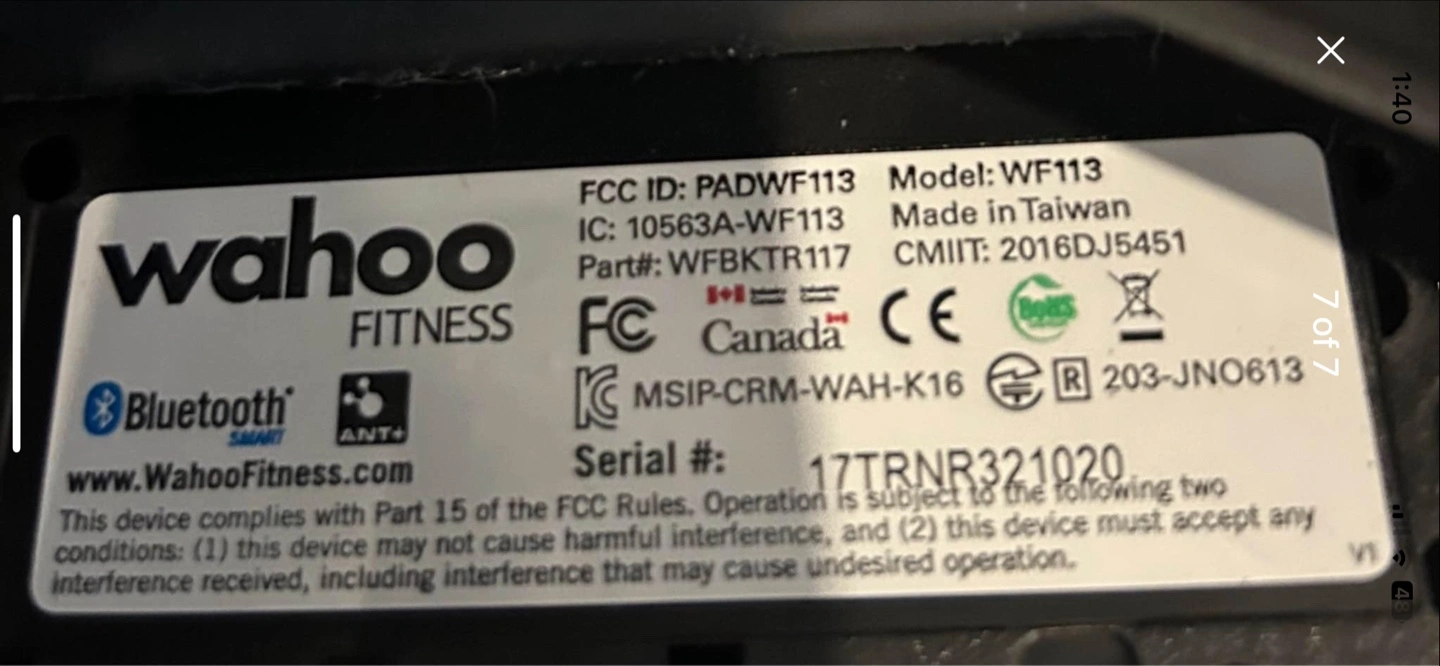 wahoo
FITNESS
Bluetooth
SMART
ANT+
www.WahooFitness.com
FCC ID: PADWF113
IC: 10563A-WF113
Part#: WFBKTR117
Model: WF113
Made in Taiwan
CMIIT: 2016DJ5451
FC
Canada
CE
RoHS
KC MSIP-CRM-WAH-K16
R 203-JNO613
Serial #: 17TRNR321020
This device complies with Part 15 of the FCC Rules. Operation is subject to the following two
conditions: (1) this device may not cause harmful interference, and (2) this device must accept any
interference received, including interference that may cause undesired operation.
V1
1:40
7 of 7
48